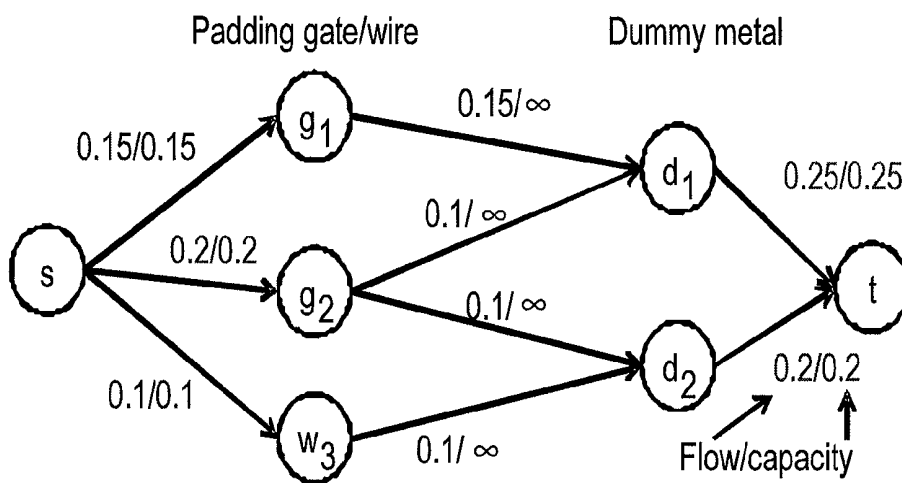 Padding gate/wire
Dummy metal
g1
0.15/ ∞
0.15/0.15
d1
0.25/0.25
0.1/ ∞
0.2/0.2
s
g2
t
0.1/ ∞
d2
0.1/0.1
0.2/0.2
w3
0.1/ ∞
Flow/capacity